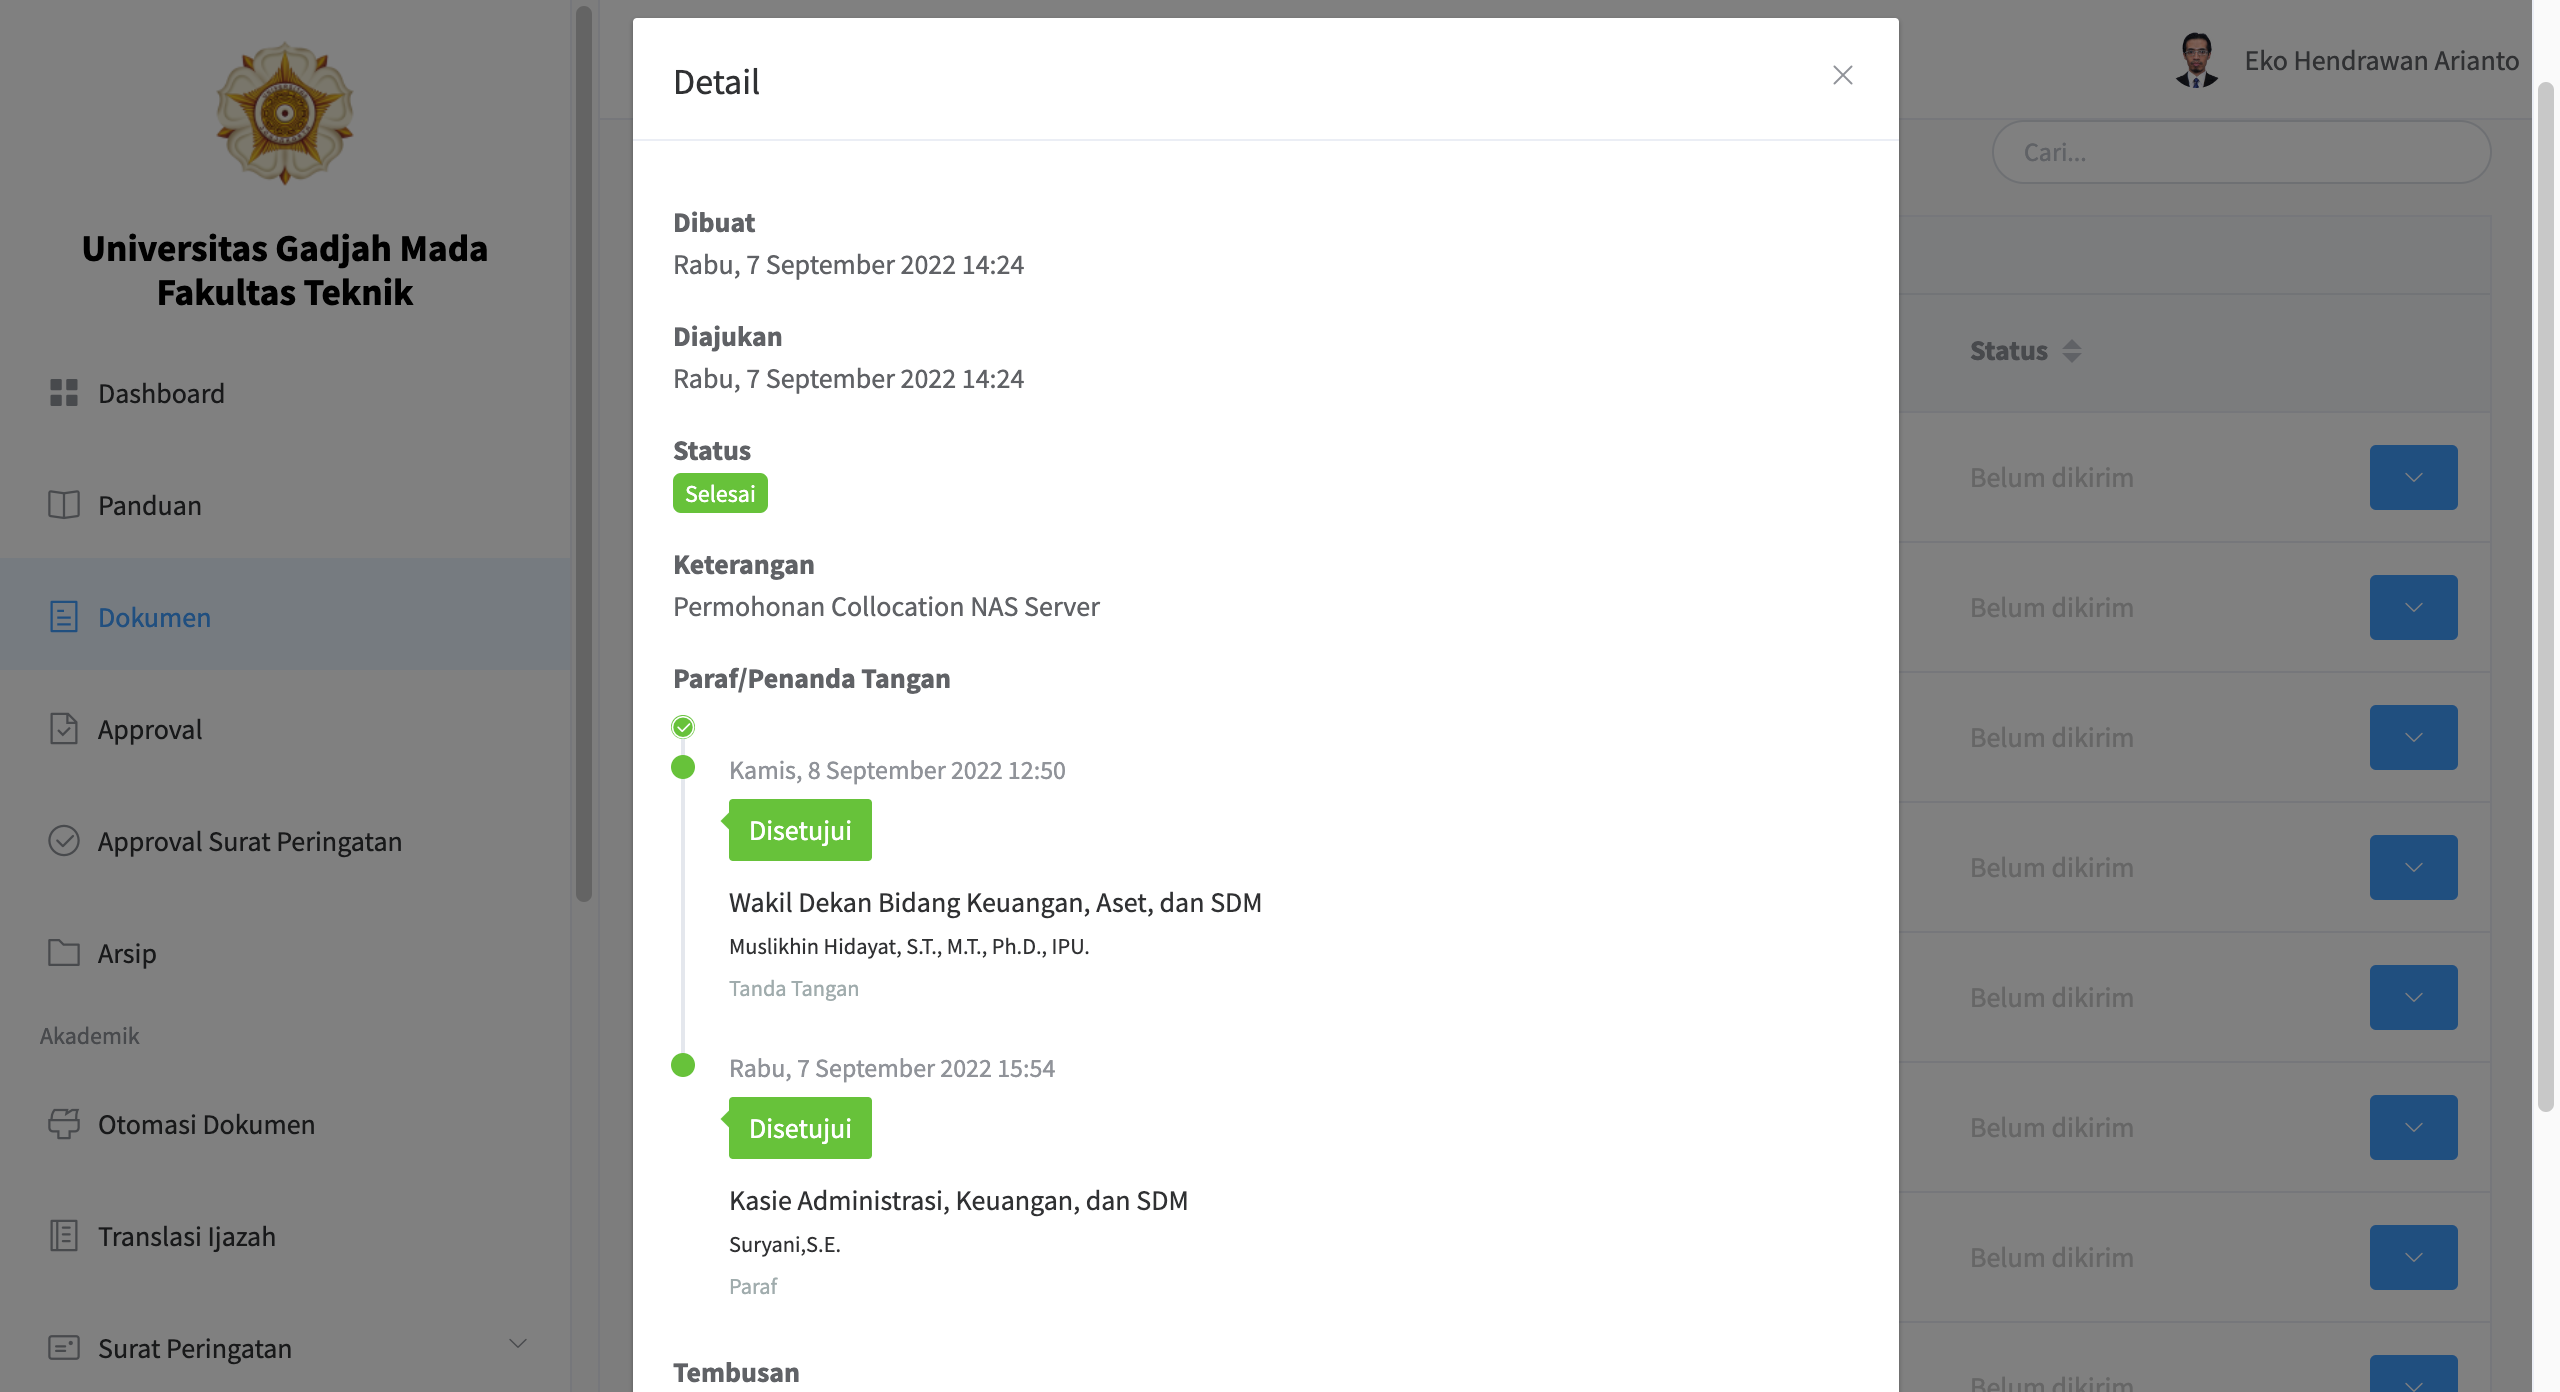 Universitas Gadjah Mada
Fakultas Teknik
Dashboard
Panduan
Dokumen
Approval
Approval Surat Peringatan
Arsip
Akademik
Otomasi Dokumen
Translasi Ijazah
Surat Peringatan
Detail
Dibuat
Rabu, 7 September 2022 14:24
Diajukan
Rabu, 7 September 2022 14:24
Status
Selesai
Keterangan
Permohonan Collocation NAS Server
Paraf/Penanda Tangan
Kamis, 8 September 2022 12:50
Disetujui
Wakil Dekan Bidang Keuangan, Aset, dan SDM
Muslikhin Hidayat, S.T., M.T., Ph.D., IPU.
Tanda Tangan
Rabu, 7 September 2022 15:54
Disetujui
Kasie Administrasi, Keuangan, dan SDM
Suryani,S.E.
Paraf
Tembusan
Eko Hendrawan Arianto
Cari...
Status
Belum dikirim
Belum dikirim
Belum dikirim
Belum dikirim
Belum dikirim
Belum dikirim
Belum dikirim
Belum dikirim